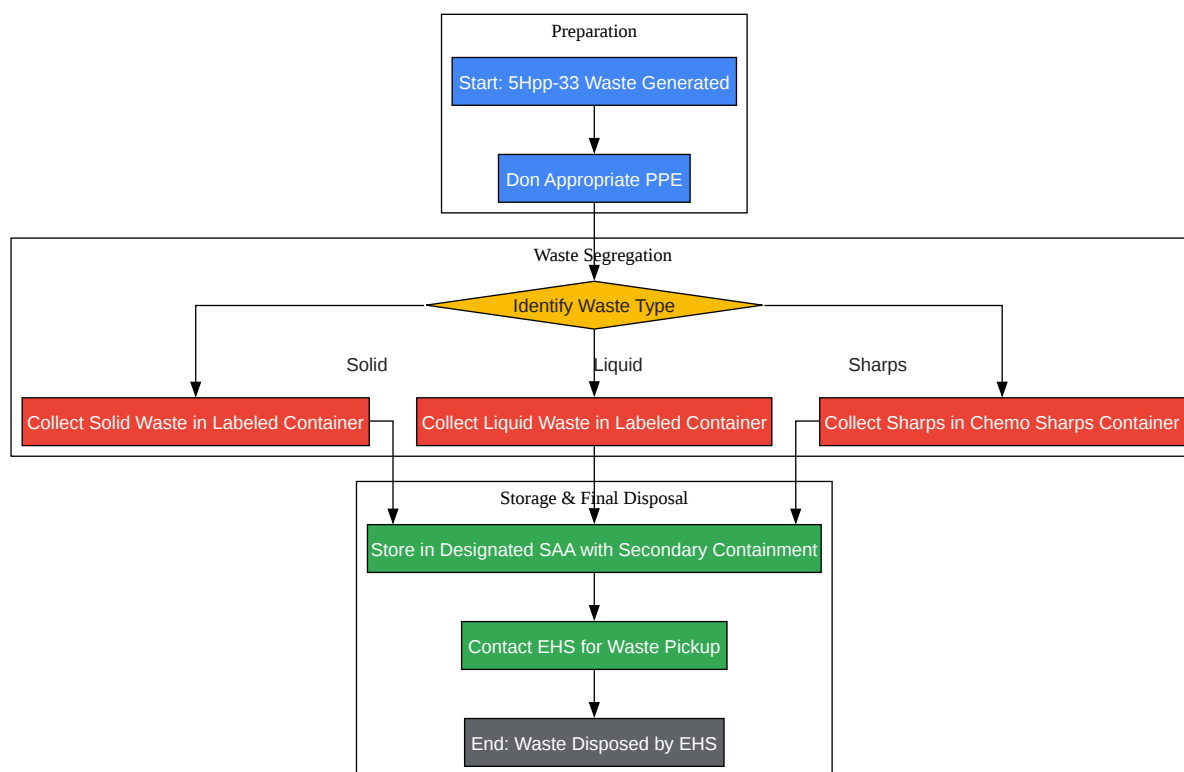 Preparation
Start: 5Hpp-33 Waste Generated
Don Appropriate PPE
Waste Segregation
Identify Waste Type
Solid
Liquid
Sharps
Collect Solid Waste in Labeled Container
Collect Liquid Waste in Labeled Container
Collect Sharps in Chemo Sharps Container
Storage & Final Disposal
Store in Designated SAA with Secondary Containment
Contact EHS for Waste Pickup
End: Waste Disposed by EHS